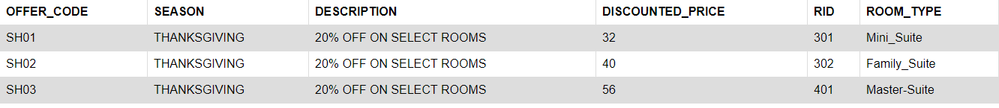 OFFER_CODE SEASON DESCRIPTION DISCOUNTED_PRICE RID ROOM_TYPE
SH01 THANKSGIVING 20% OFF ON SELECT ROOMS 32 301 Mini_Suite
SH02 THANKSGIVING 20% OFF ON SELECT ROOMS 40 302 Family_Suite
SH03 THANKSGIVING 20% OFF ON SELECT ROOMS 56 401 Master-Suite